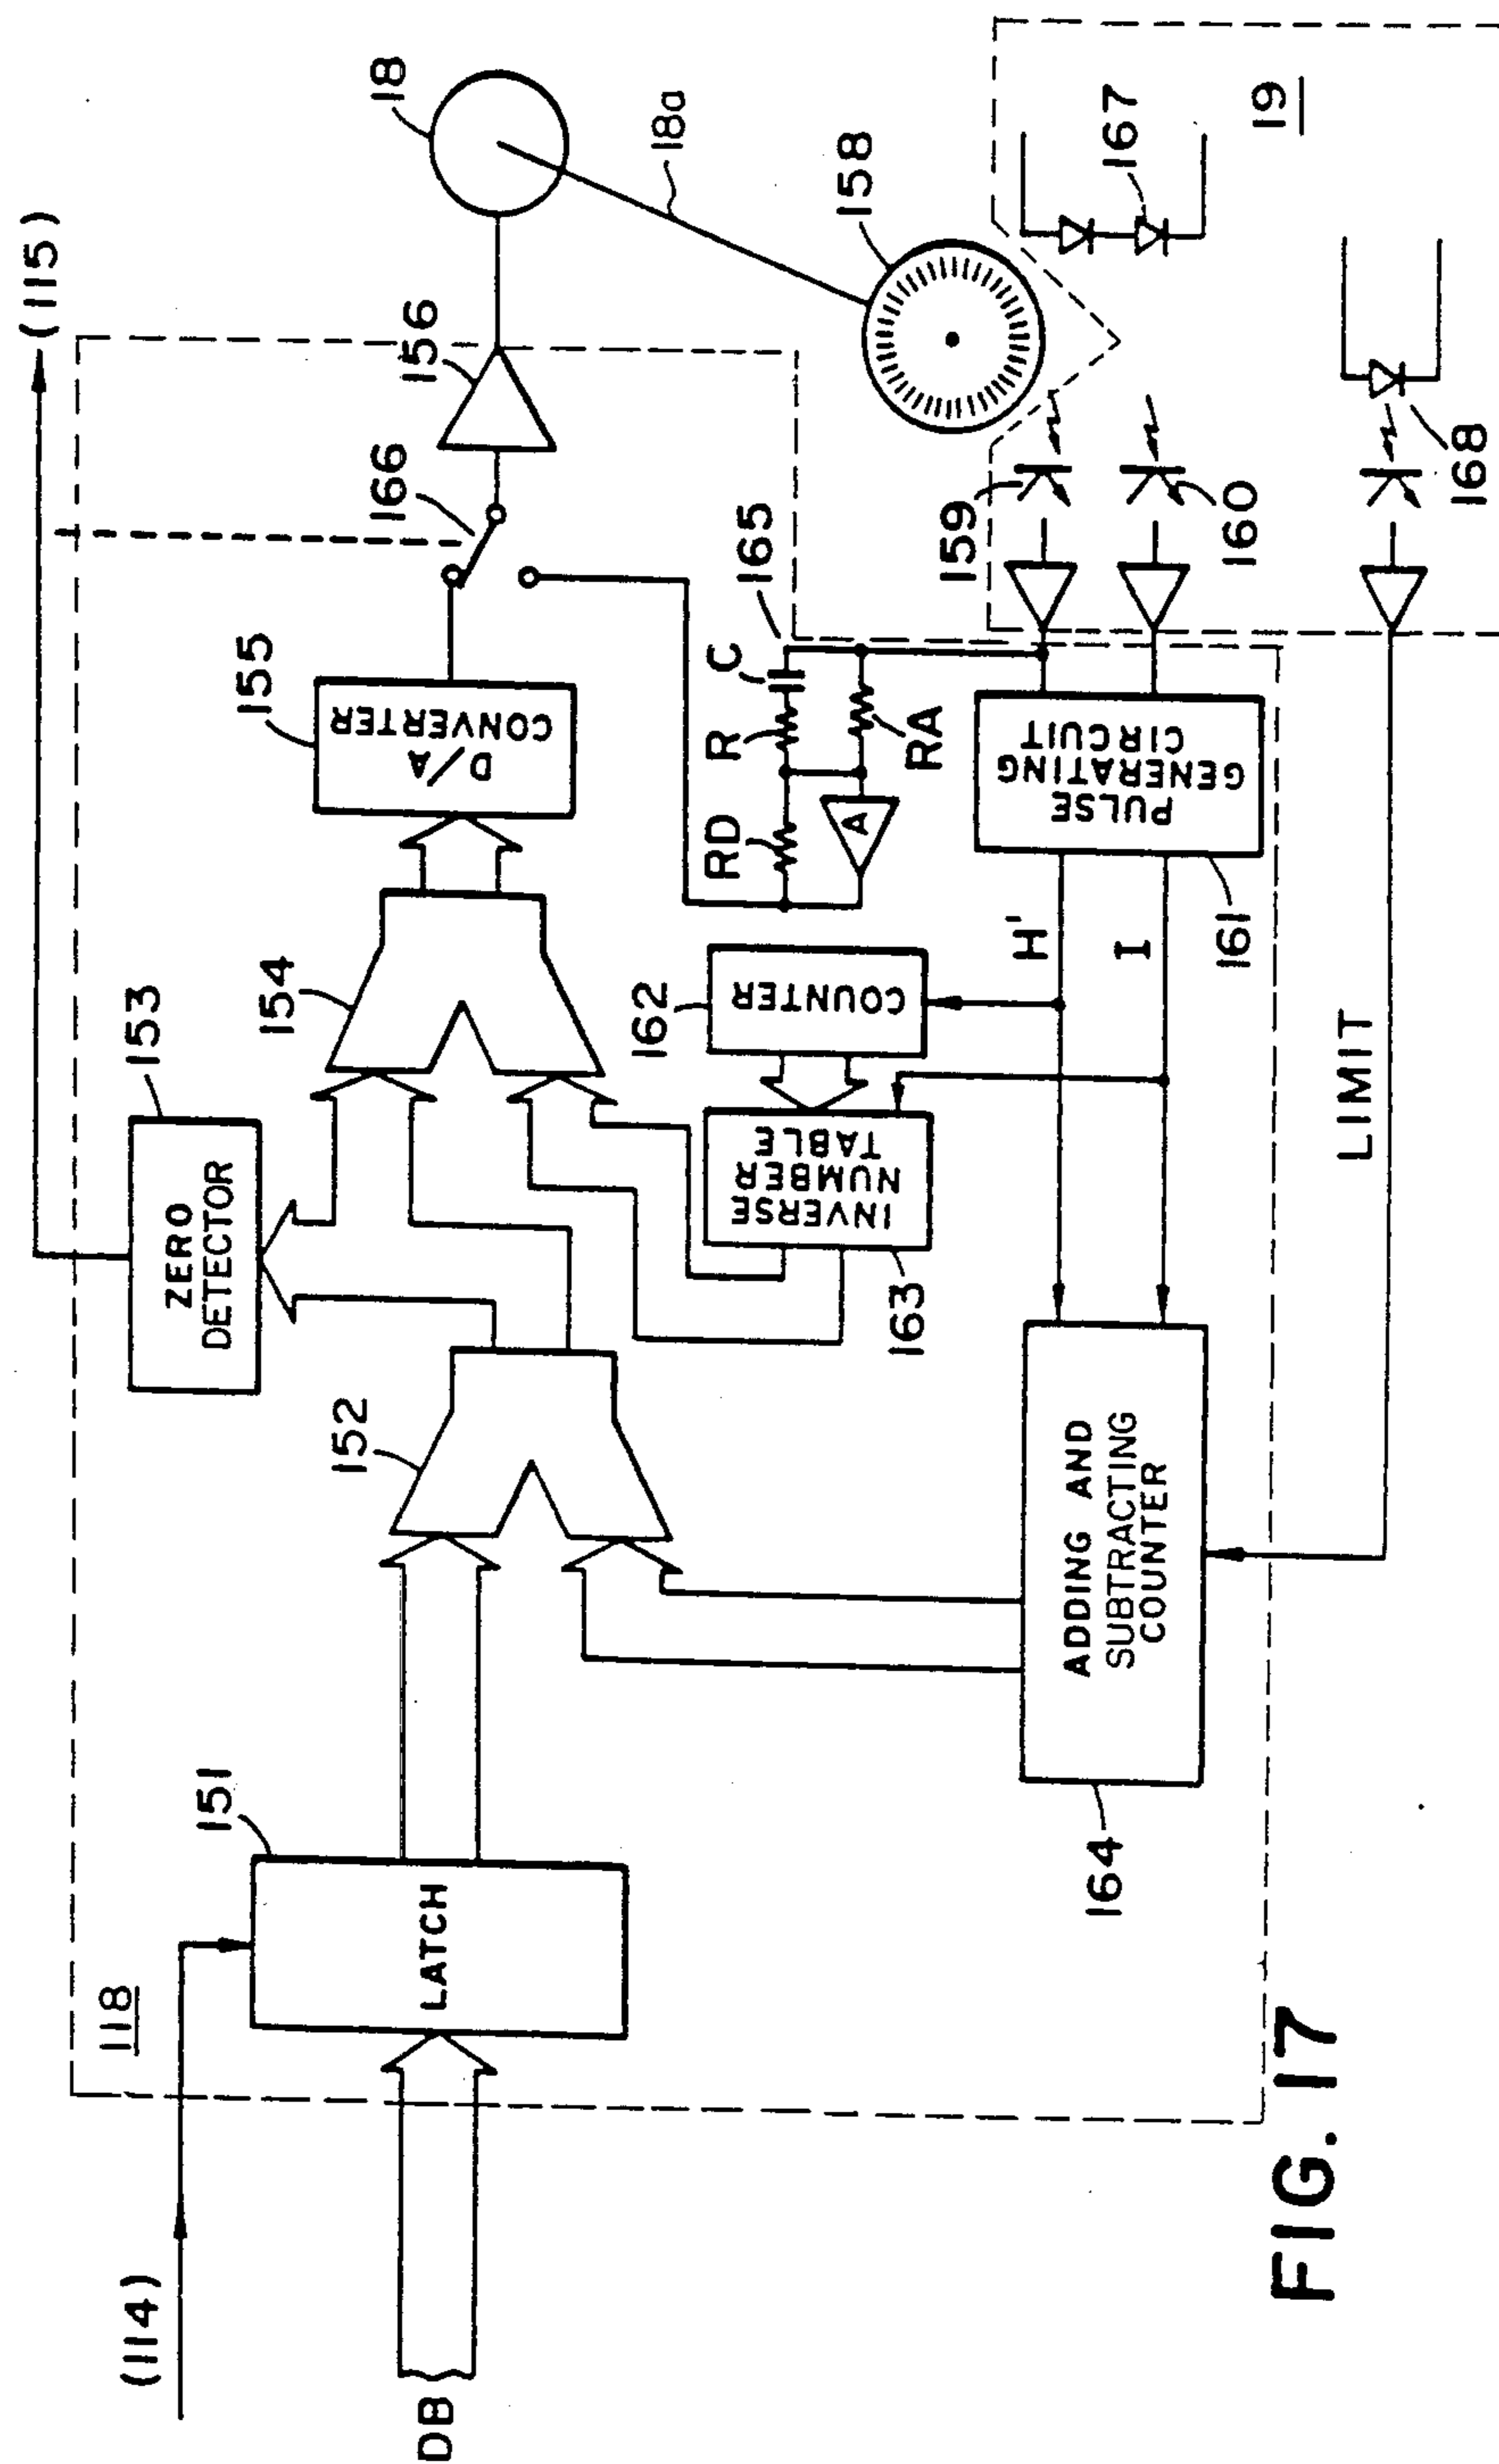 (114)
DB
118
LATCH
151
152
ZERO
DETECTOR
153
154
D/A
CONVERTER
155
166
156
(115)
18
18a
158
ADDING AND
SUBTRACTING
COUNTER
164
INVERSE
NUMBER
TABLE
163
COUNTER
162
H'
I
PULSE
GENERATING
CIRCUIT
161
RD
R
C
A
RA
165
159
160
167
19
168
LIMIT
FIG. 17